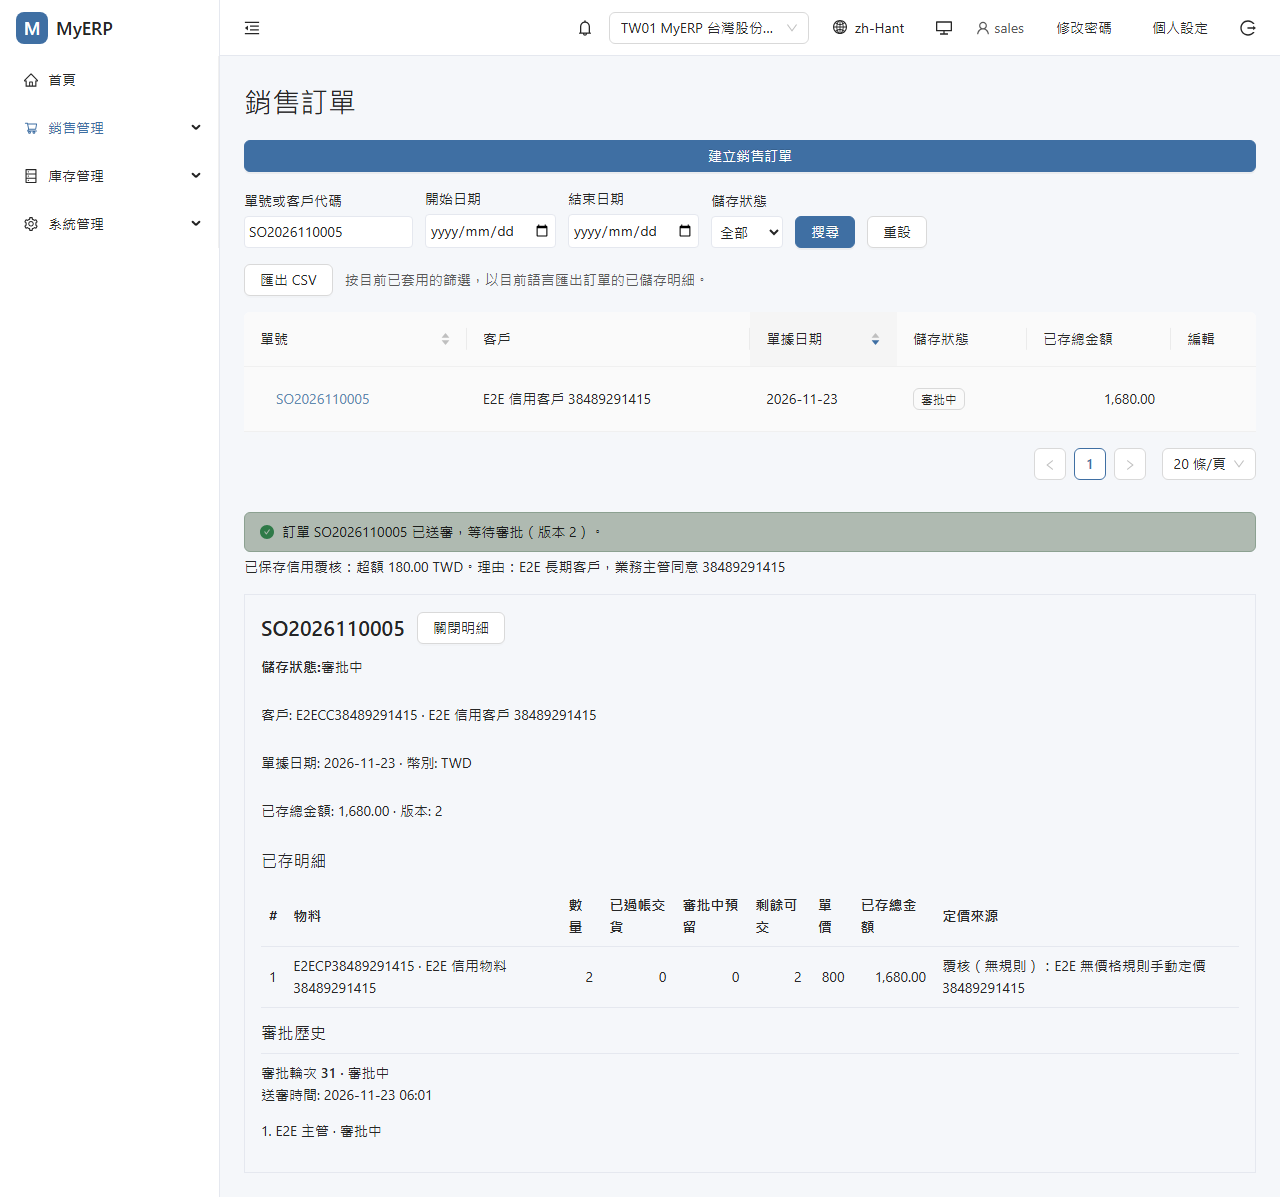 M MyERP
TW01 MyERP 台灣股份...
zh-Hant
sales
修改密碼
個人設定
首頁
銷售管理
庫存管理
系統管理
銷售訂單
建立銷售訂單
單號或客戶代碼
開始日期
結束日期
儲存狀態
SO2026110005
yyyy/mm/dd
yyyy/mm/dd
全部
搜尋
重設
匯出 CSV
按目前已套用的篩選，以目前語言匯出訂單的已儲存明細。
單號 客戶 單據日期 儲存狀態 已存總金額 編輯
SO2026110005 E2E 信用客戶 38489291415 2026-11-23 審批中 1,680.00
< 1 > 20 條/頁
訂單 SO2026110005 已送審，等待審批（版本 2）。
已保存信用覆核：超額 180.00 TWD。理由：E2E 長期客戶，業務主管同意 38489291415
SO2026110005
關閉明細
儲存狀態:審批中
客戶: E2ECC38489291415 · E2E 信用客戶 38489291415
單據日期: 2026-11-23 · 幣別: TWD
已存總金額: 1,680.00 · 版本: 2
已存明細
# 物料 數量 已過帳交貨 審批中預留 剩餘可交 單價 已存總金額 定價來源
1 E2ECP38489291415 · E2E 信用物料 38489291415 2 0 0 2 800 1,680.00 覆核（無規則）：E2E 無價格規則手動定價 38489291415
審批歷史
審批輪次 31 · 審批中
送審時間: 2026-11-23 06:01
1. E2E 主管 · 審批中